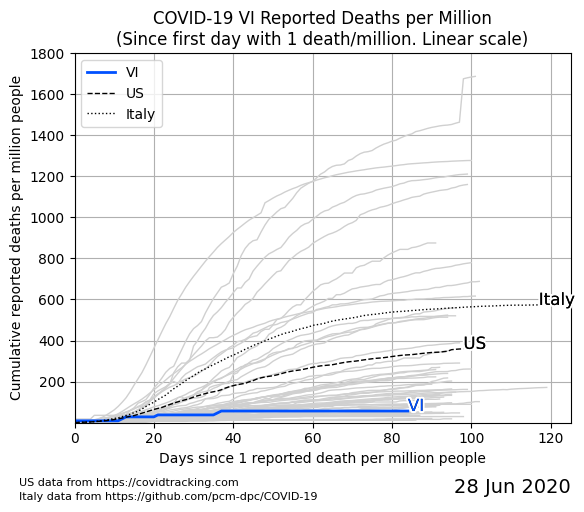 COVID-19 VI Reported Deaths per Million
(Since first day with 1 death/million. Linear scale)
Cumulative reported deaths per million people
1800
1600
1400
1200
1000
800
600
400
200
VI
US
Italy
Italy
US
VI
0
20
40
60
80
100
120
Days since 1 reported death per million people
US data from https://covidtracking.com
Italy data from https://github.com/pcm-dpc/COVID-19
28 Jun 2020